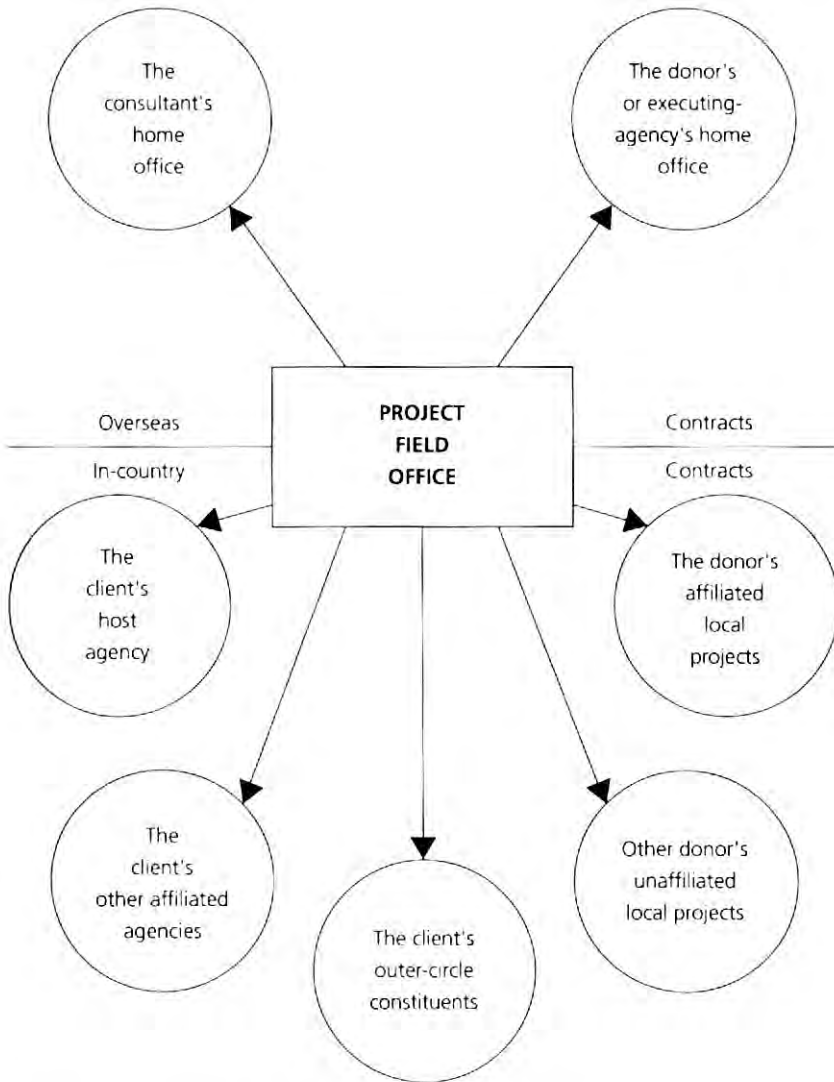 The
consultant's
home
office
The donor's
or executing-
agency's home
office
PROJECT
FIELD
OFFICE
Overseas
Contracts
In-country
Contracts
The
client's
host
agency
The donor's
affiliated
local
projects
The
client's
other affiliated
agencies
Other donor's
unaffiliated
local projects
The client's
outer-circle
constituents